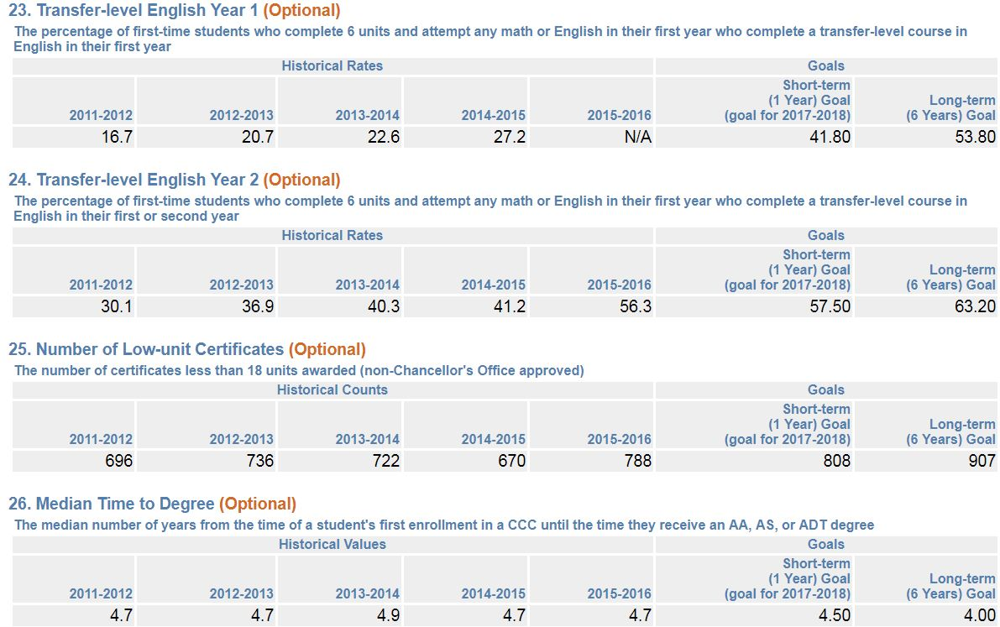 23. Transfer-level English Year 1 (Optional)
The percentage of first-time students who complete 6 units and attempt any math or English in their first year who complete a transfer-level course in
English in their first year
Historical Rates Goals
2011-2012 2012-2013 2013-2014 2014-2015 2015-2016 Short-term (1 Year) Goal (goal for 2017-2018) Long-term (6 Years) Goal
16.7 20.7 22.6 27.2 N/A 41.80 53.80
24. Transfer-level English Year 2 (Optional)
The percentage of first-time students who complete 6 units and attempt any math or English in their first year who complete a transfer-level course in
English in their first or second year
Historical Rates Goals
2011-2012 2012-2013 2013-2014 2014-2015 2015-2016 Short-term (1 Year) Goal (goal for 2017-2018) Long-term (6 Years) Goal
30.1 36.9 40.3 41.2 56.3 57.50 63.20
25. Number of Low-unit Certificates (Optional)
The number of certificates less than 18 units awarded (non-Chancellor's Office approved)
Historical Counts Goals
2011-2012 2012-2013 2013-2014 2014-2015 2015-2016 Short-term (1 Year) Goal (goal for 2017-2018) Long-term (6 Years) Goal
696 736 722 670 788 808 907
26. Median Time to Degree (Optional)
The median number of years from the time of a student's first enrollment in a CCC until the time they receive an AA, AS, or ADT degree
Historical Values Goals
2011-2012 2012-2013 2013-2014 2014-2015 2015-2016 Short-term (1 Year) Goal (goal for 2017-2018) Long-term (6 Years) Goal
4.7 4.7 4.9 4.7 4.7 4.50 4.00